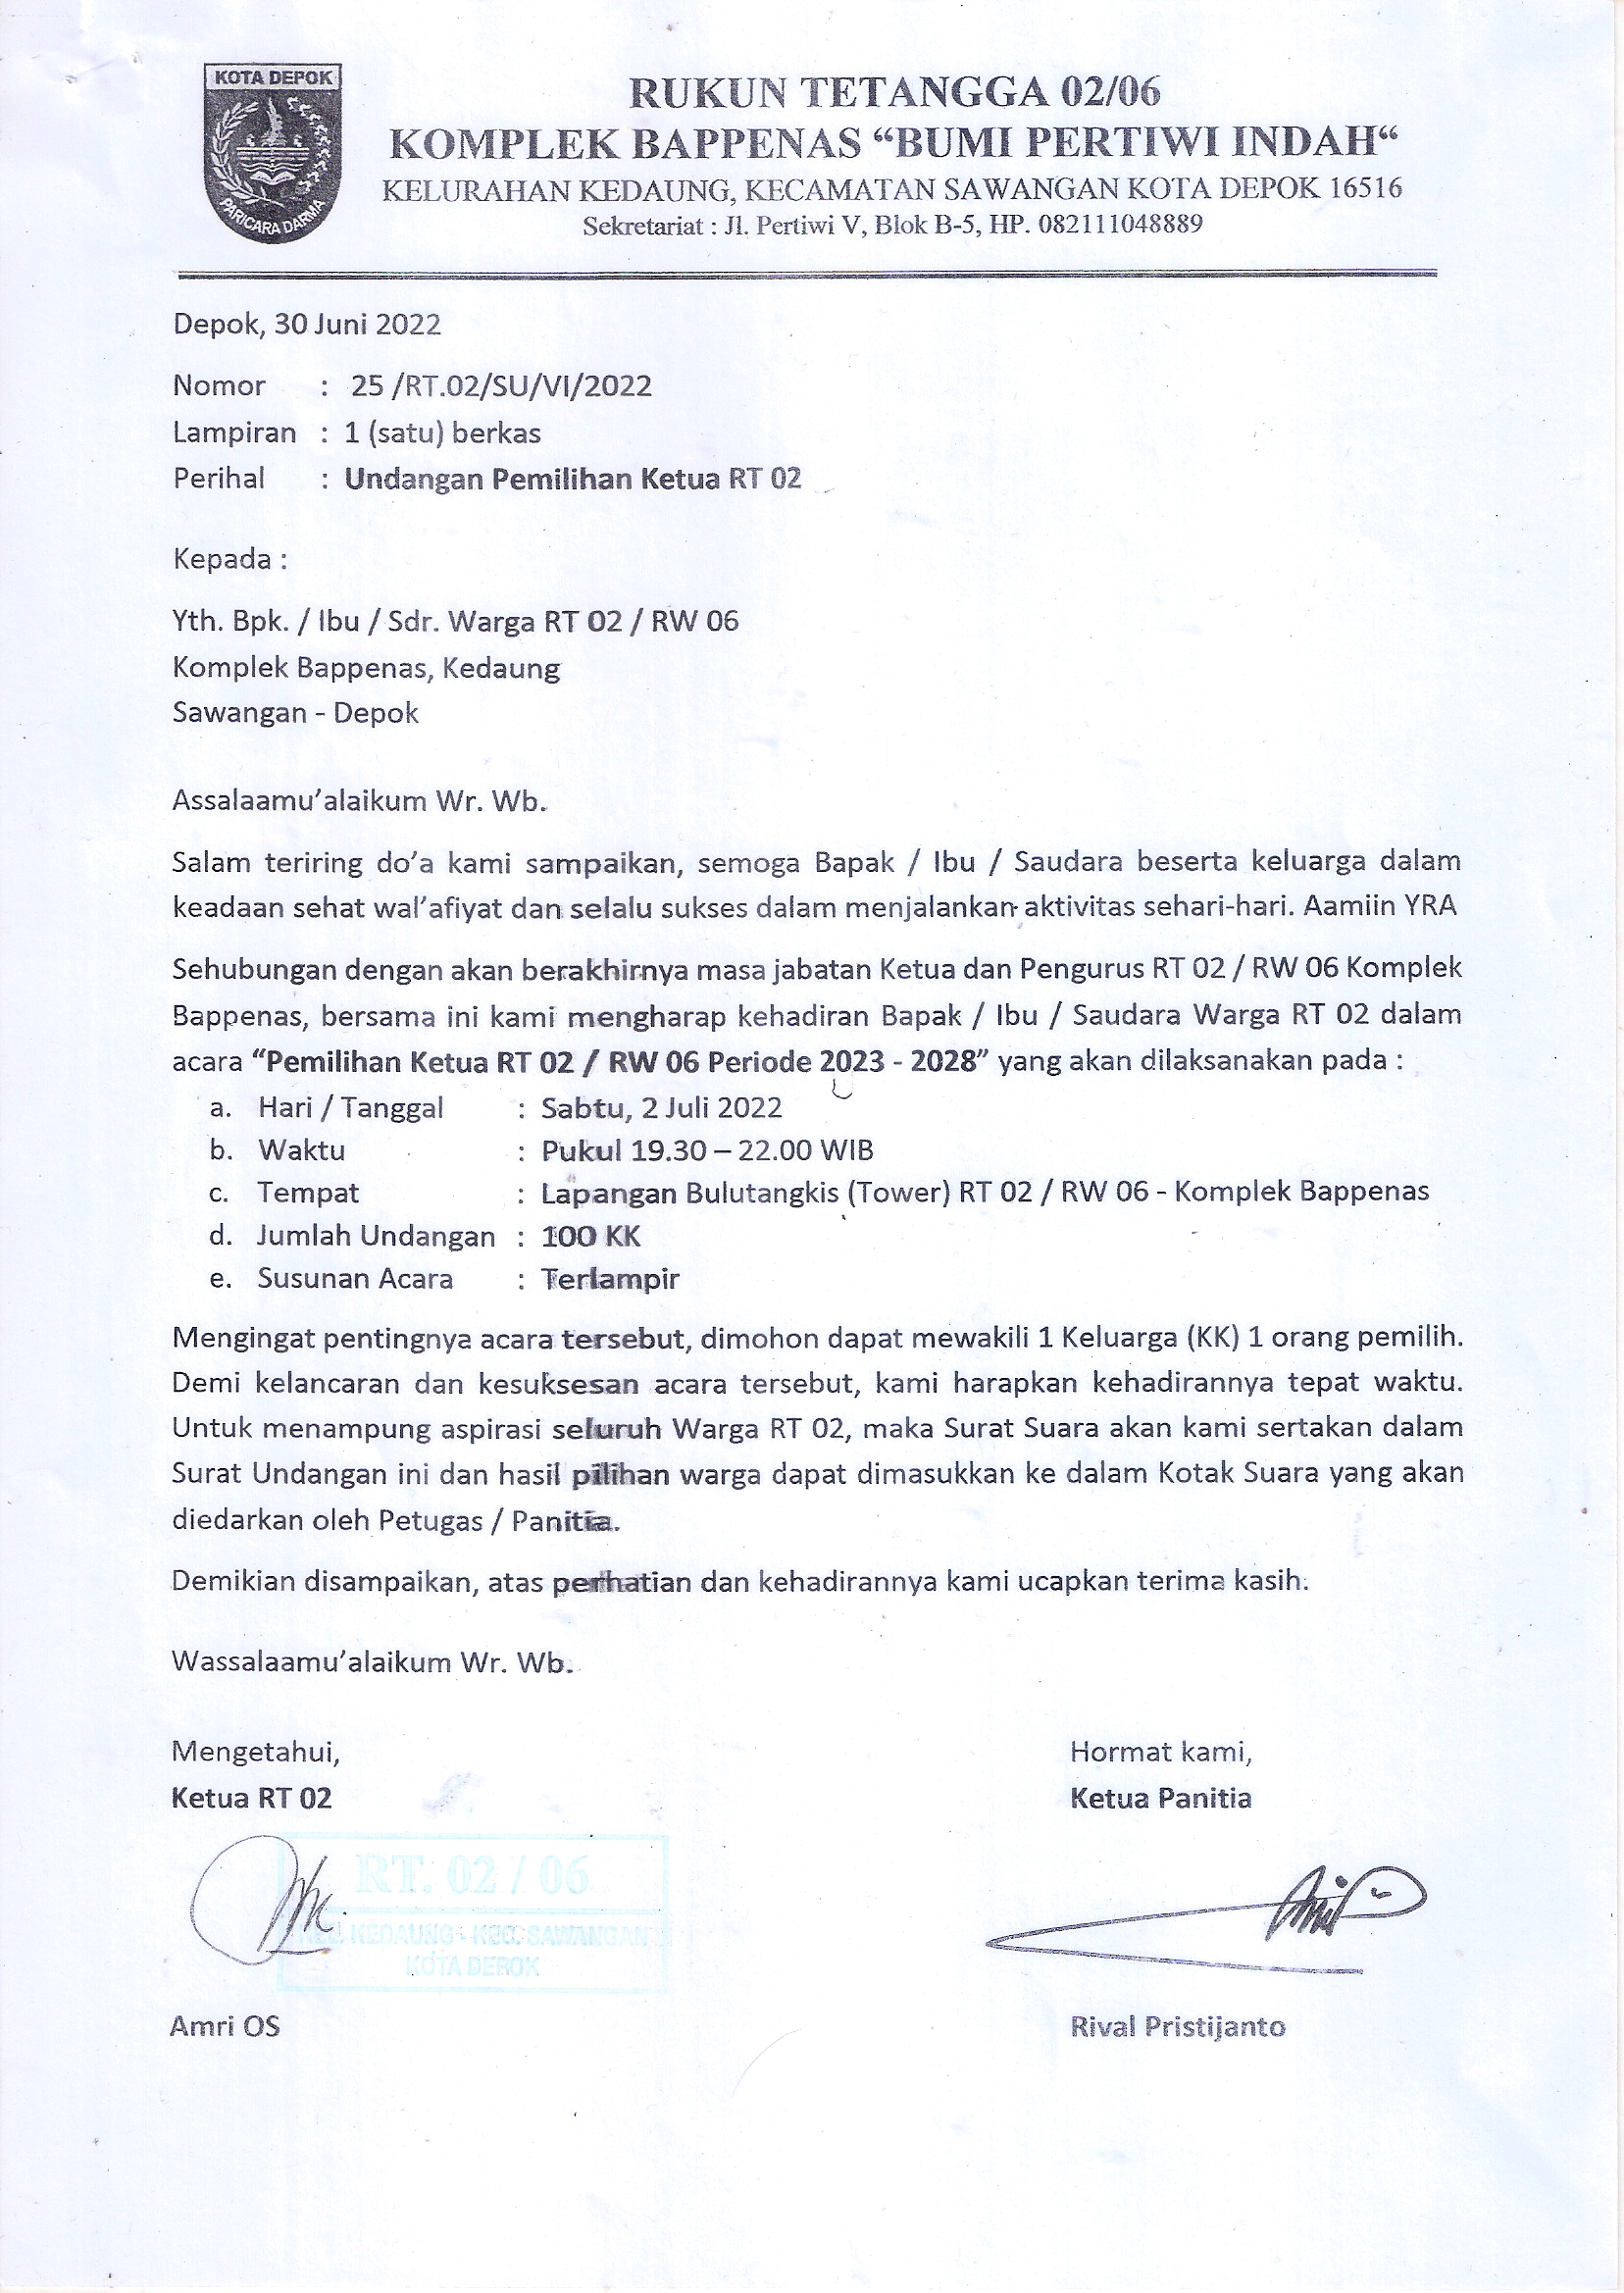 KOTA DEPOK
PARICARA DARMA
RUKUN TETANGGA 02/06
KOMPLEK BAPPENAS “BUMI PERTIWI INDAH“
KELURAHAN KEDAUNG, KECAMATAN SAWANGAN KOTA DEPOK 16516
Sekretariat : Jl. Pertiwi V, Blok B-5, HP. 082111048889
Depok, 30 Juni 2022
Nomor : 25 /RT.02/SU/VI/2022
Lampiran : 1 (satu) berkas
Perihal : Undangan Pemilihan Ketua RT 02
Kepada :
Yth. Bpk. / Ibu / Sdr. Warga RT 02 / RW 06
Komplek Bappenas, Kedaung
Sawangan - Depok
Assalaamu’alaikum Wr. Wb.
Salam teriring do’a kami sampaikan, semoga Bapak / Ibu / Saudara beserta keluarga dalam
keadaan sehat wal’afiyat dan selalu sukses dalam menjalankan aktivitas sehari-hari. Aamiin YRA
Sehubungan dengan akan berakhirnya masa jabatan Ketua dan Pengurus RT 02 / RW 06 Komplek
Bappenas, bersama ini kami mengharap kehadiran Bapak / Ibu / Saudara Warga RT 02 dalam
acara “Pemilihan Ketua RT 02 / RW 06 Periode 2023 - 2028” yang akan dilaksanakan pada :
a. Hari / Tanggal : Sabtu, 2 Juli 2022
b. Waktu : Pukul 19.30 – 22.00 WIB
c. Tempat : Lapangan Bulutangkis (Tower) RT 02 / RW 06 - Komplek Bappenas
d. Jumlah Undangan : 100 KK
e. Susunan Acara : Terlampir
Mengingat pentingnya acara tersebut, dimohon dapat mewakili 1 Keluarga (KK) 1 orang pemilih.
Demi kelancaran dan kesuksesan acara tersebut, kami harapkan kehadirannya tepat waktu.
Untuk menampung aspirasi seluruh Warga RT 02, maka Surat Suara akan kami sertakan dalam
Surat Undangan ini dan hasil pilihan warga dapat dimasukkan ke dalam Kotak Suara yang akan
diedarkan oleh Petugas / Panitia.
Demikian disampaikan, atas perhatian dan kehadirannya kami ucapkan terima kasih.
Wassalaamu’alaikum Wr. Wb.
Mengetahui, Hormat kami,
Ketua RT 02 Ketua Panitia
RT. 02 / 06
KEL. KEDAUNG - KEC. SAWANGAN
KOTA DEPOK
Amri OS Rival Pristijanto